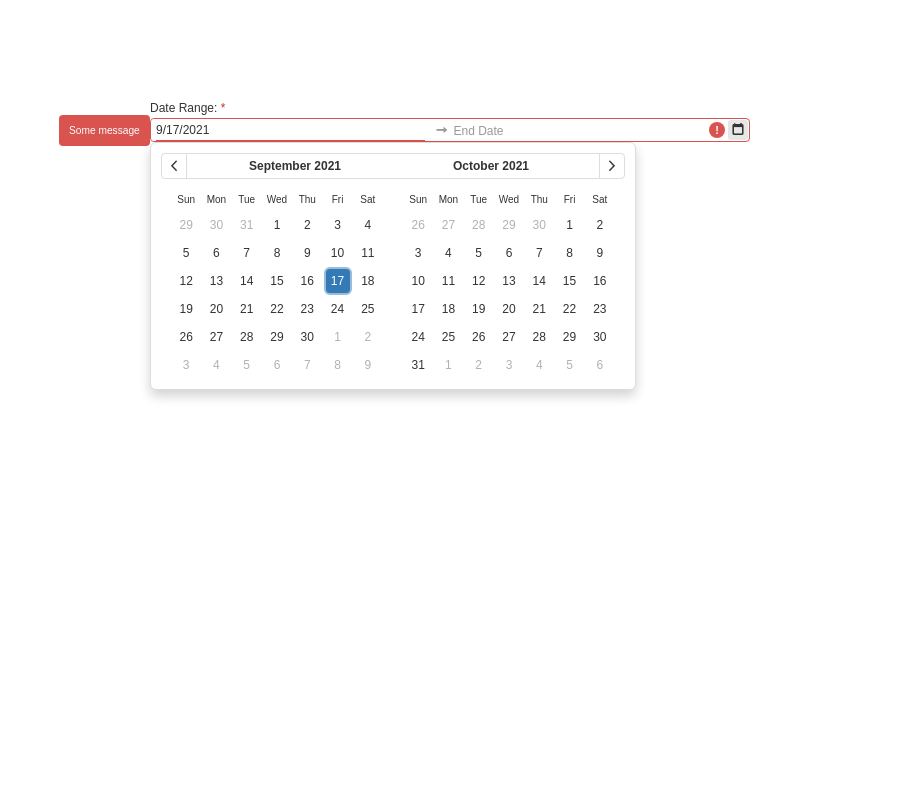 Date Range: *
Some message
9/17/2021 End Date
September 2021 October 2021
Sun Mon Tue Wed Thu Fri Sat Sun Mon Tue Wed Thu Fri Sat
29 30 31 1 2 3 4 26 27 28 29 30 1 2
5 6 7 8 9 10 11 3 4 5 6 7 8 9
12 13 14 15 16 17 18 10 11 12 13 14 15 16
19 20 21 22 23 24 25 17 18 19 20 21 22 23
26 27 28 29 30 1 2 24 25 26 27 28 29 30
3 4 5 6 7 8 9 31 1 2 3 4 5 6